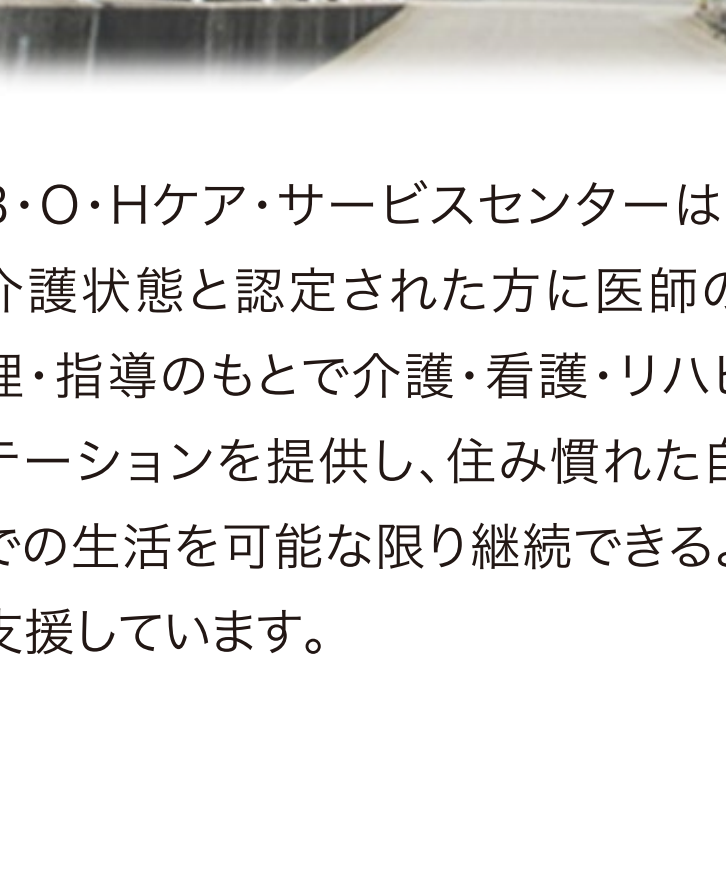 B・O・Hケア・サービスセンターは
介護状態と認定された方に医師の
理・指導のもとで介護・看護・リハビ
テーションを提供し、住み慣れた自
での生活を可能な限り継続できるよ
支援しています。